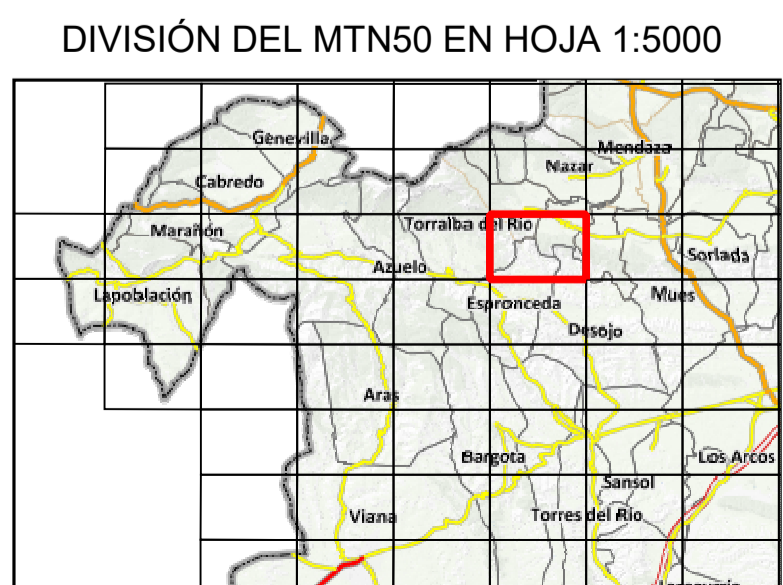 DIVISIÓN DEL MTN50 EN HOJA 1:5000
Genevilla
Mendaza
Nazar
Cabredo
Torralba del Río
Marañón
Sorlada
Azuelo
Lapoblación
Mues
Espronceda
Desojo
Aras
Bargota
Los Arcos
Sansol
Viana
Torres del Río